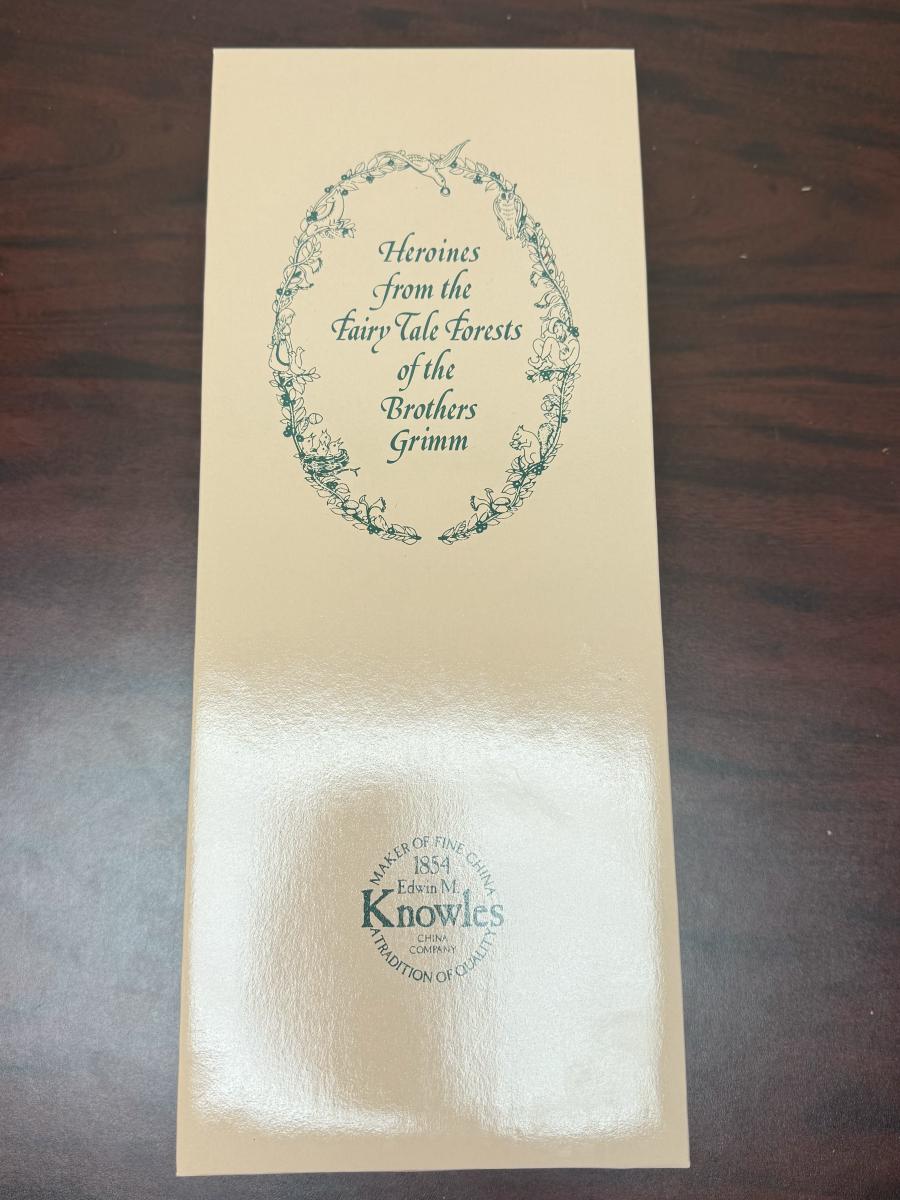 Heroines
from the
Fairy Tale Forests
of the
Brothers
Grimm
MAKER OF FINE CHINA
1854
Edwin M.
Knowles
CHINA
COMPANY
A TRADITION OF QUALITY